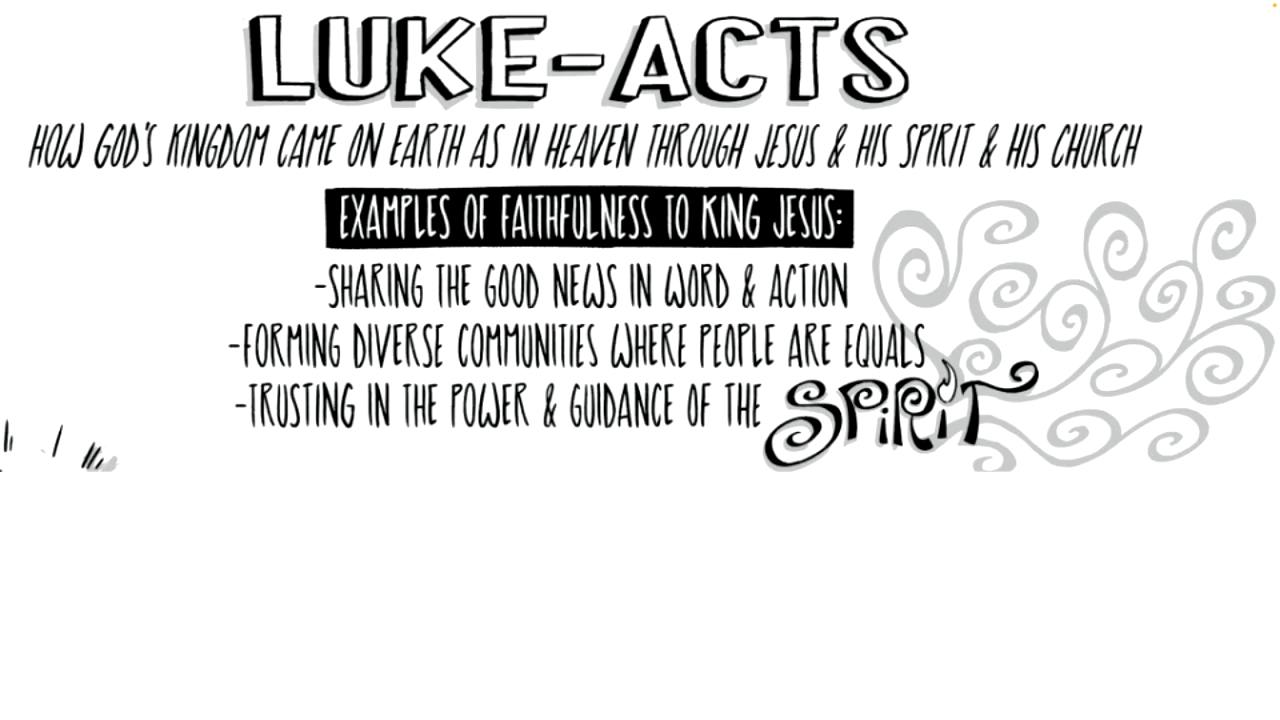 LUKE-ACTS
HOW GOD'S KINGDOM CAME ON EARTH AS IN HEAVEN THROUGH JESUS & HIS SPIRIT & HIS CHURCH
EXAMPLES OF FAITHFULNESS TO KING JESUS:
-SHARING THE GOOD NEWS IN WORD & ACTION
-FORMING DIVERSE COMMUNITIES WHERE PEOPLE ARE EQUALS
-TRUSTING IN THE POWER & GUIDANCE OF THE SPIRIT